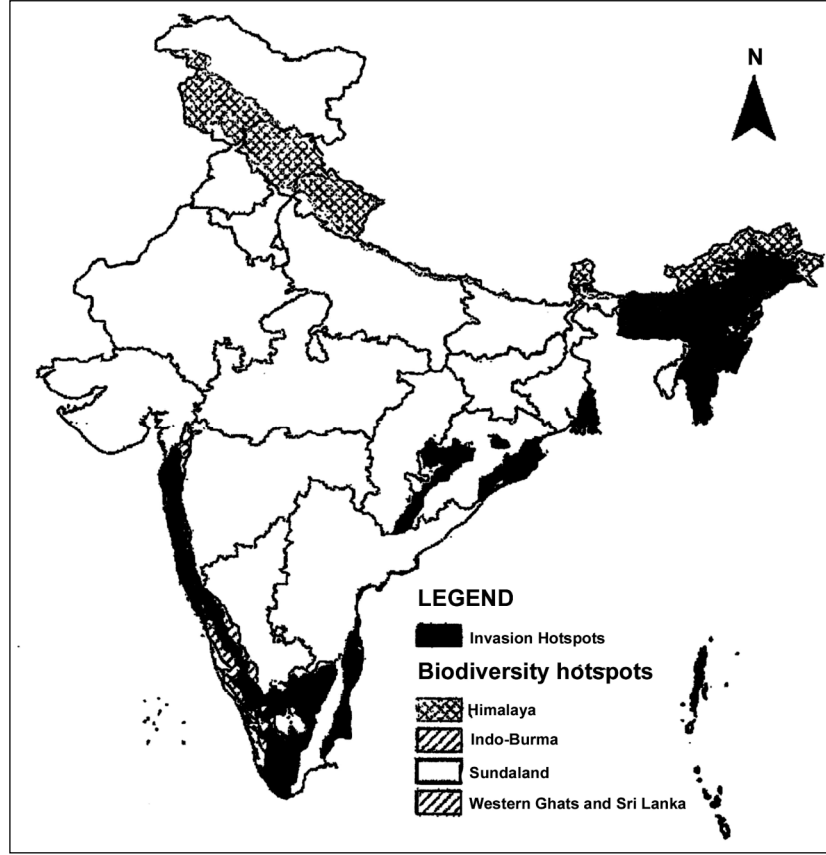 N
LEGEND
Invasion Hotspots
Biodiversity hotspots
Himalaya
Indo-Burma
Sundaland
Western Ghats and Sri Lanka